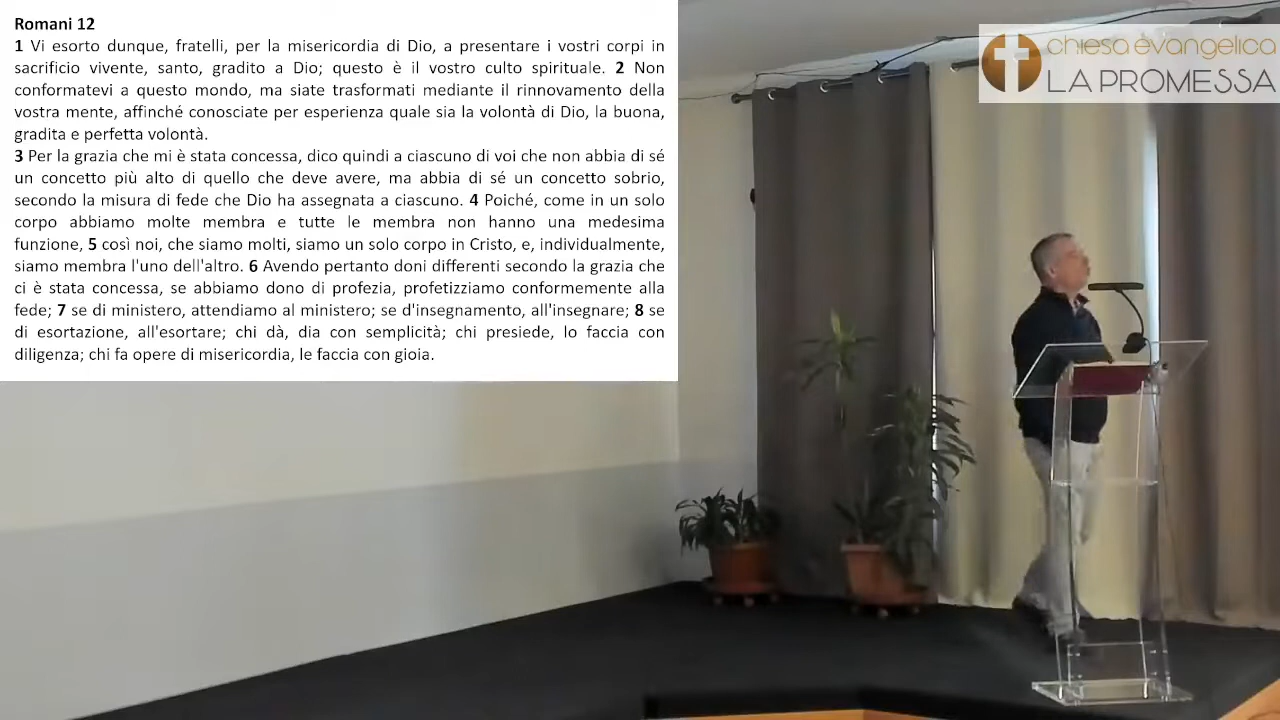 Romani 12
1 Vi esorto dunque, fratelli, per la misericordia di Dio, a presentare i vostri corpi in
sacrificio vivente, santo, gradito a Dio; questo è il vostro culto spirituale. 2 Non
conformatevi a questo mondo, ma siate trasformati mediante il rinnovamento della
vostra mente, affinché conosciate per esperienza quale sia la volontà di Dio, la buona,
gradita e perfetta volontà.
3 Per la grazia che mi è stata concessa, dico quindi a ciascuno di voi che non abbia di sé
un concetto più alto di quello che deve avere, ma abbia di sé un concetto sobrio,
secondo la misura di fede che Dio ha assegnata a ciascuno. 4 Poiché, come in un solo
corpo abbiamo molte membra e tutte le membra non hanno una medesima
funzione, 5 così noi, che siamo molti, siamo un solo corpo in Cristo, e, individualmente,
siamo membra l'uno dell'altro. 6 Avendo pertanto doni differenti secondo la grazia che
ci è stata concessa, se abbiamo dono di profezia, profetizziamo conformemente alla
fede; 7 se di ministero, attendiamo al ministero; se d'insegnamento, all'insegnare; 8 se
di esortazione, all'esortare; chi dà, dia con semplicità; chi presiede, lo faccia con
diligenza; chi fa opere di misericordia, le faccia con gioia.
chiesa evangelica
LA PROMESSA